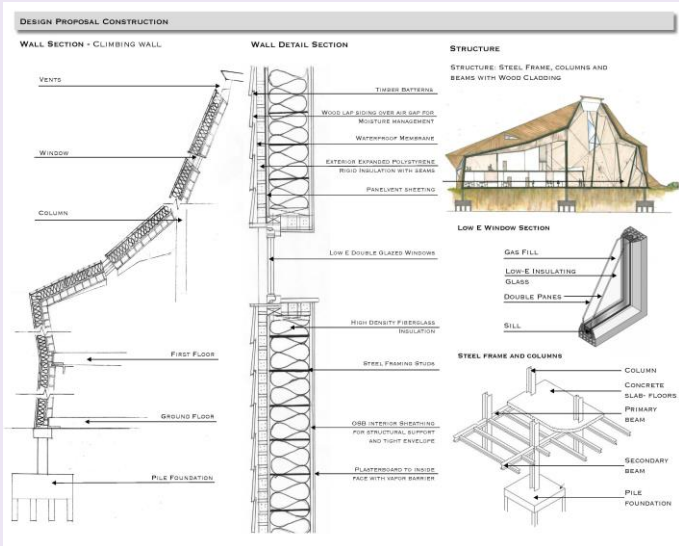 DESIGN PROPOSAL CONSTRUCTION
WALL SECTION - CLIMBING WALL
VENTS
WINDOW
COLUMN
FIRST FLOOR
GROUND FLOOR
PILE FOUNDATION
WALL DETAIL SECTION
TIMBER BATTERNS
WOOD LAP SIDING OVER AIR GAP FOR
MOISTURE MANAGEMENT
WATERPROOF MEMBRANE
EXTERIOR EXPANDED POLYSTYRENE
RIGID INSULATION WITH SEAMS
PANELVENT SHEETING
LOW E DOUBLE GLAZED WINDOWS
HIGH DENSITY FIBERGLASS
INSULATION
STEEL FRAMING STUDS
OSB INTERIOR SHEATHING
FOR STRUCTURAL SUPPORT
AND TIGHT ENVELOPE
PLASTERBOARD TO INSIDE
FACE WITH VAPOR BARRIER
STRUCTURE
STRUCTURE: STEEL FRAME, COLUMNS AND
BEAMS WITH WOOD CLADDING
LOW E WINDOW SECTION
GAS FILL
LOW-E INSULATING
GLASS
DOUBLE PANES
SILL
STEEL FRAME AND COLUMNS
COLUMN
CONCRETE
SLAB- FLOORS
PRIMARY
BEAM
SECONDARY
BEAM
PILE
FOUNDATION